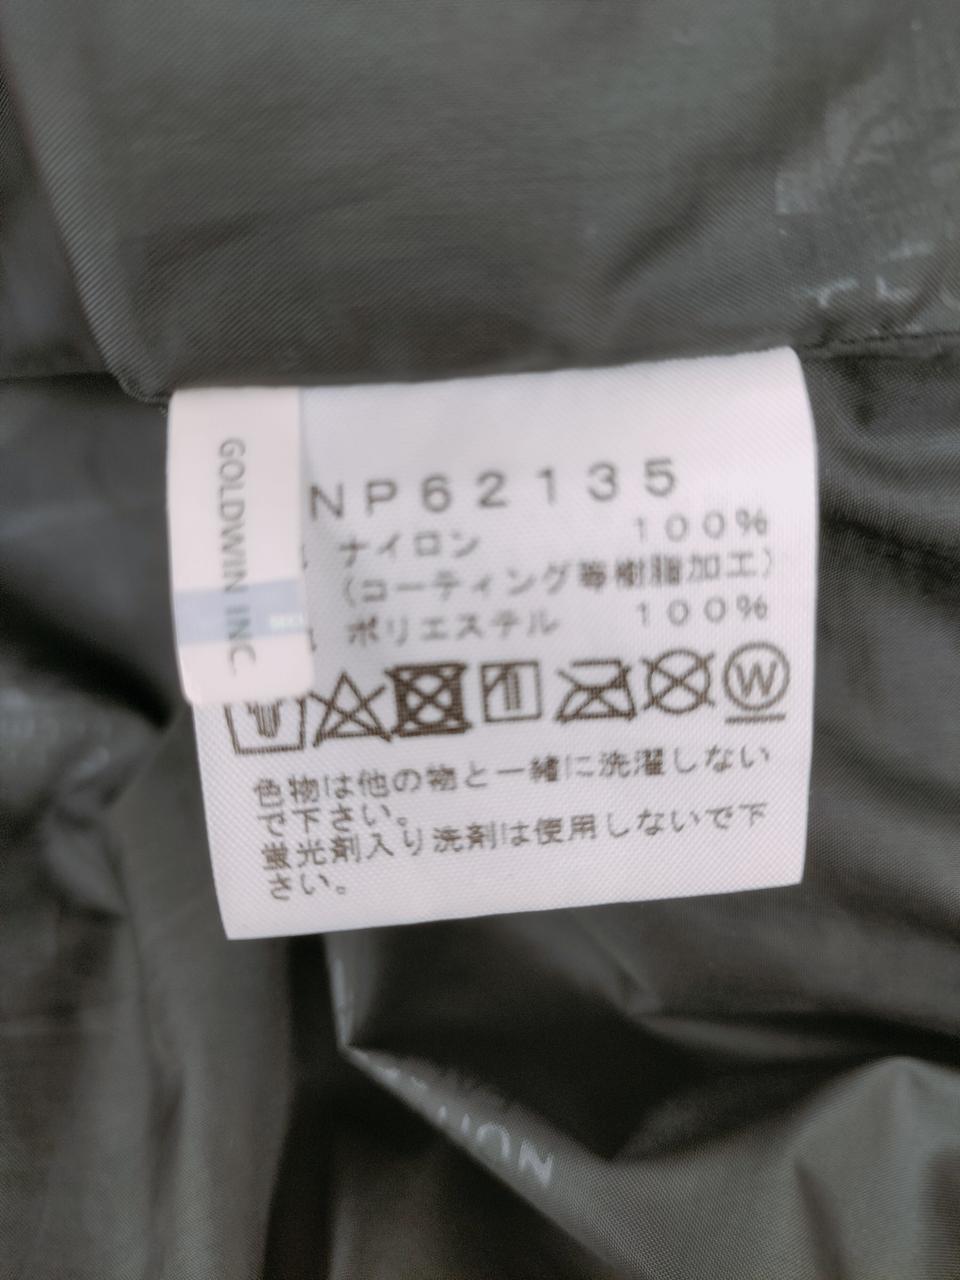 GOLDWIN INC
NP62135
ナイロン 100%
(コーティング等樹脂加工)
ポリエステル 100%
W
色物は他の物と一緒に洗濯しない
で下さい。
蛍光剤入り洗剤は使用しないで下
さい。